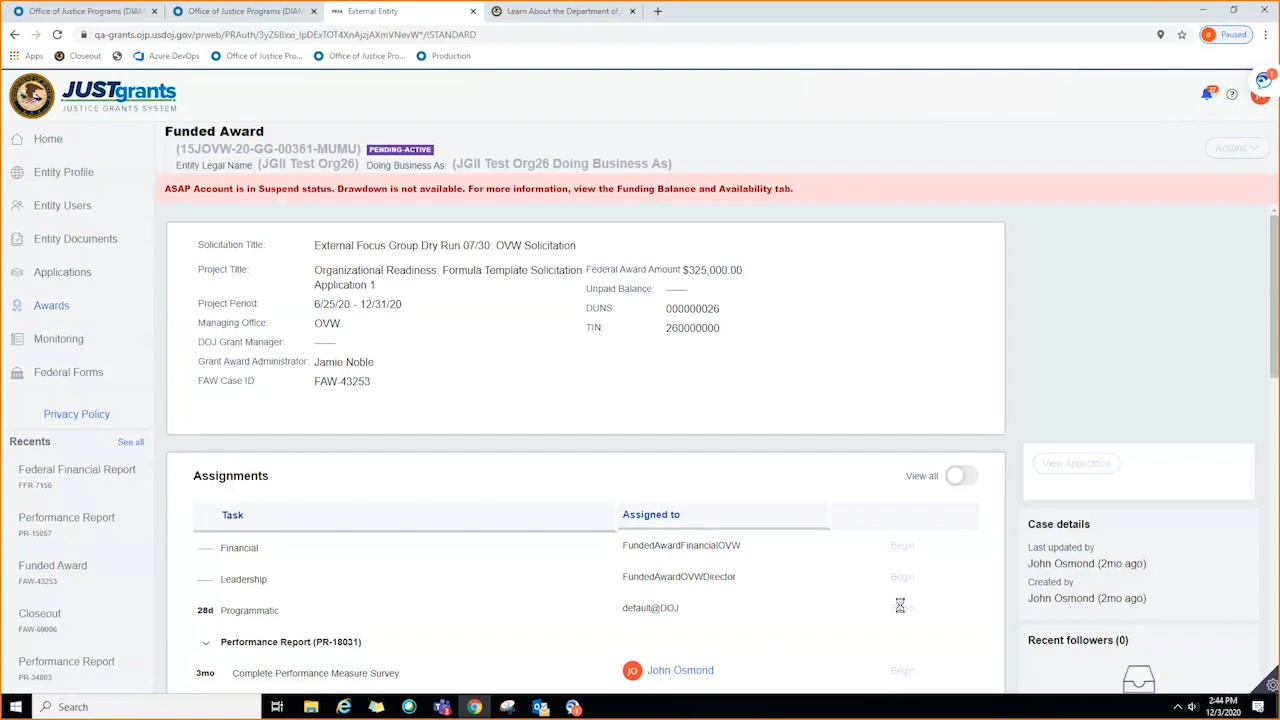 Office of Justice Programs (DIAM
Office of Justice Programs (DIAM
External Entity
Learn About the Department of J
qa-grants.ojp.usdoj.gov/prweb/PRAuth/3yZ6Bxxi_lpDExTOT4XnAjzjAXmVNevW*/!STANDARD
Paused
Apps
Closeout
Azure DevOps
Office of Justice Pro...
Office of Justice Pro...
Production
JUSTgrants
JUSTICE GRANTS SYSTEM
37
1
Home
Entity Profile
Entity Users
Entity Documents
Applications
Awards
Monitoring
Federal Forms
Privacy Policy
Recents
See all
Federal Financial Report
FFR-7156
Performance Report
PR-15057
Funded Award
FAW-43253
Closeout
FAW-69006
Performance Report
PR-34003
Funded Award
(15JOVW-20-GG-00361-MUMU) PENDING-ACTIVE
Entity Legal Name (JGII Test Org26) Doing Business As: (JGII Test Org26 Doing Business As)
Actions
ASAP Account is in Suspend status. Drawdown is not available. For more information, view the Funding Balance and Availability tab.
Solicitation Title: External Focus Group Dry Run 07/30: OVW Solicitation
Project Title: Organizational Readiness: Formula Template Solicitation Application 1
Project Period: 6/25/20 - 12/31/20
Managing Office: OVW
DOJ Grant Manager: ——
Grant Award Administrator: Jamie Noble
FAW Case ID FAW-43253
Federal Award Amount $325,000.00
Unpaid Balance: ——
DUNS: 000000026
TIN: 260000000
Assignments
View all
Task Assigned to
—— Financial FundedAwardFinancialOVW Begin
—— Leadership FundedAwardOVWDirector Begin
28d Programmatic default@DOJ
Performance Report (PR-18031)
3mo Complete Performance Measure Survey JO John Osmond Begin
View Application
Case details
Last updated by
John Osmond (2mo ago)
Created by
John Osmond (2mo ago)
Recent followers (0)
Search
2:44 PM
12/3/2020